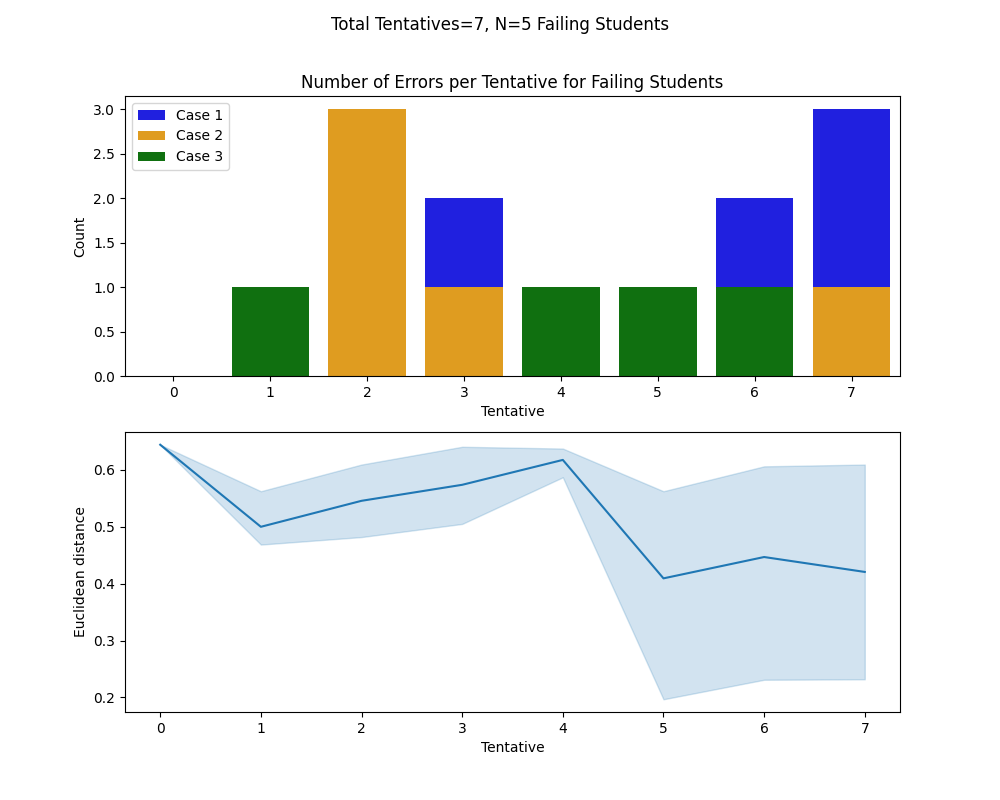 Total Tentatives=7, N=5 Failing Students
Number of Errors per Tentative for Failing Students
Case 1
Case 2
Case 3
3.0
2.5
2.0
1.5
1.0
0.5
0.0
Count
0 1 2 3 4 5 6 7
Tentative
0.6
0.5
0.4
0.3
0.2
Euclidean distance
0 1 2 3 4 5 6 7
Tentative